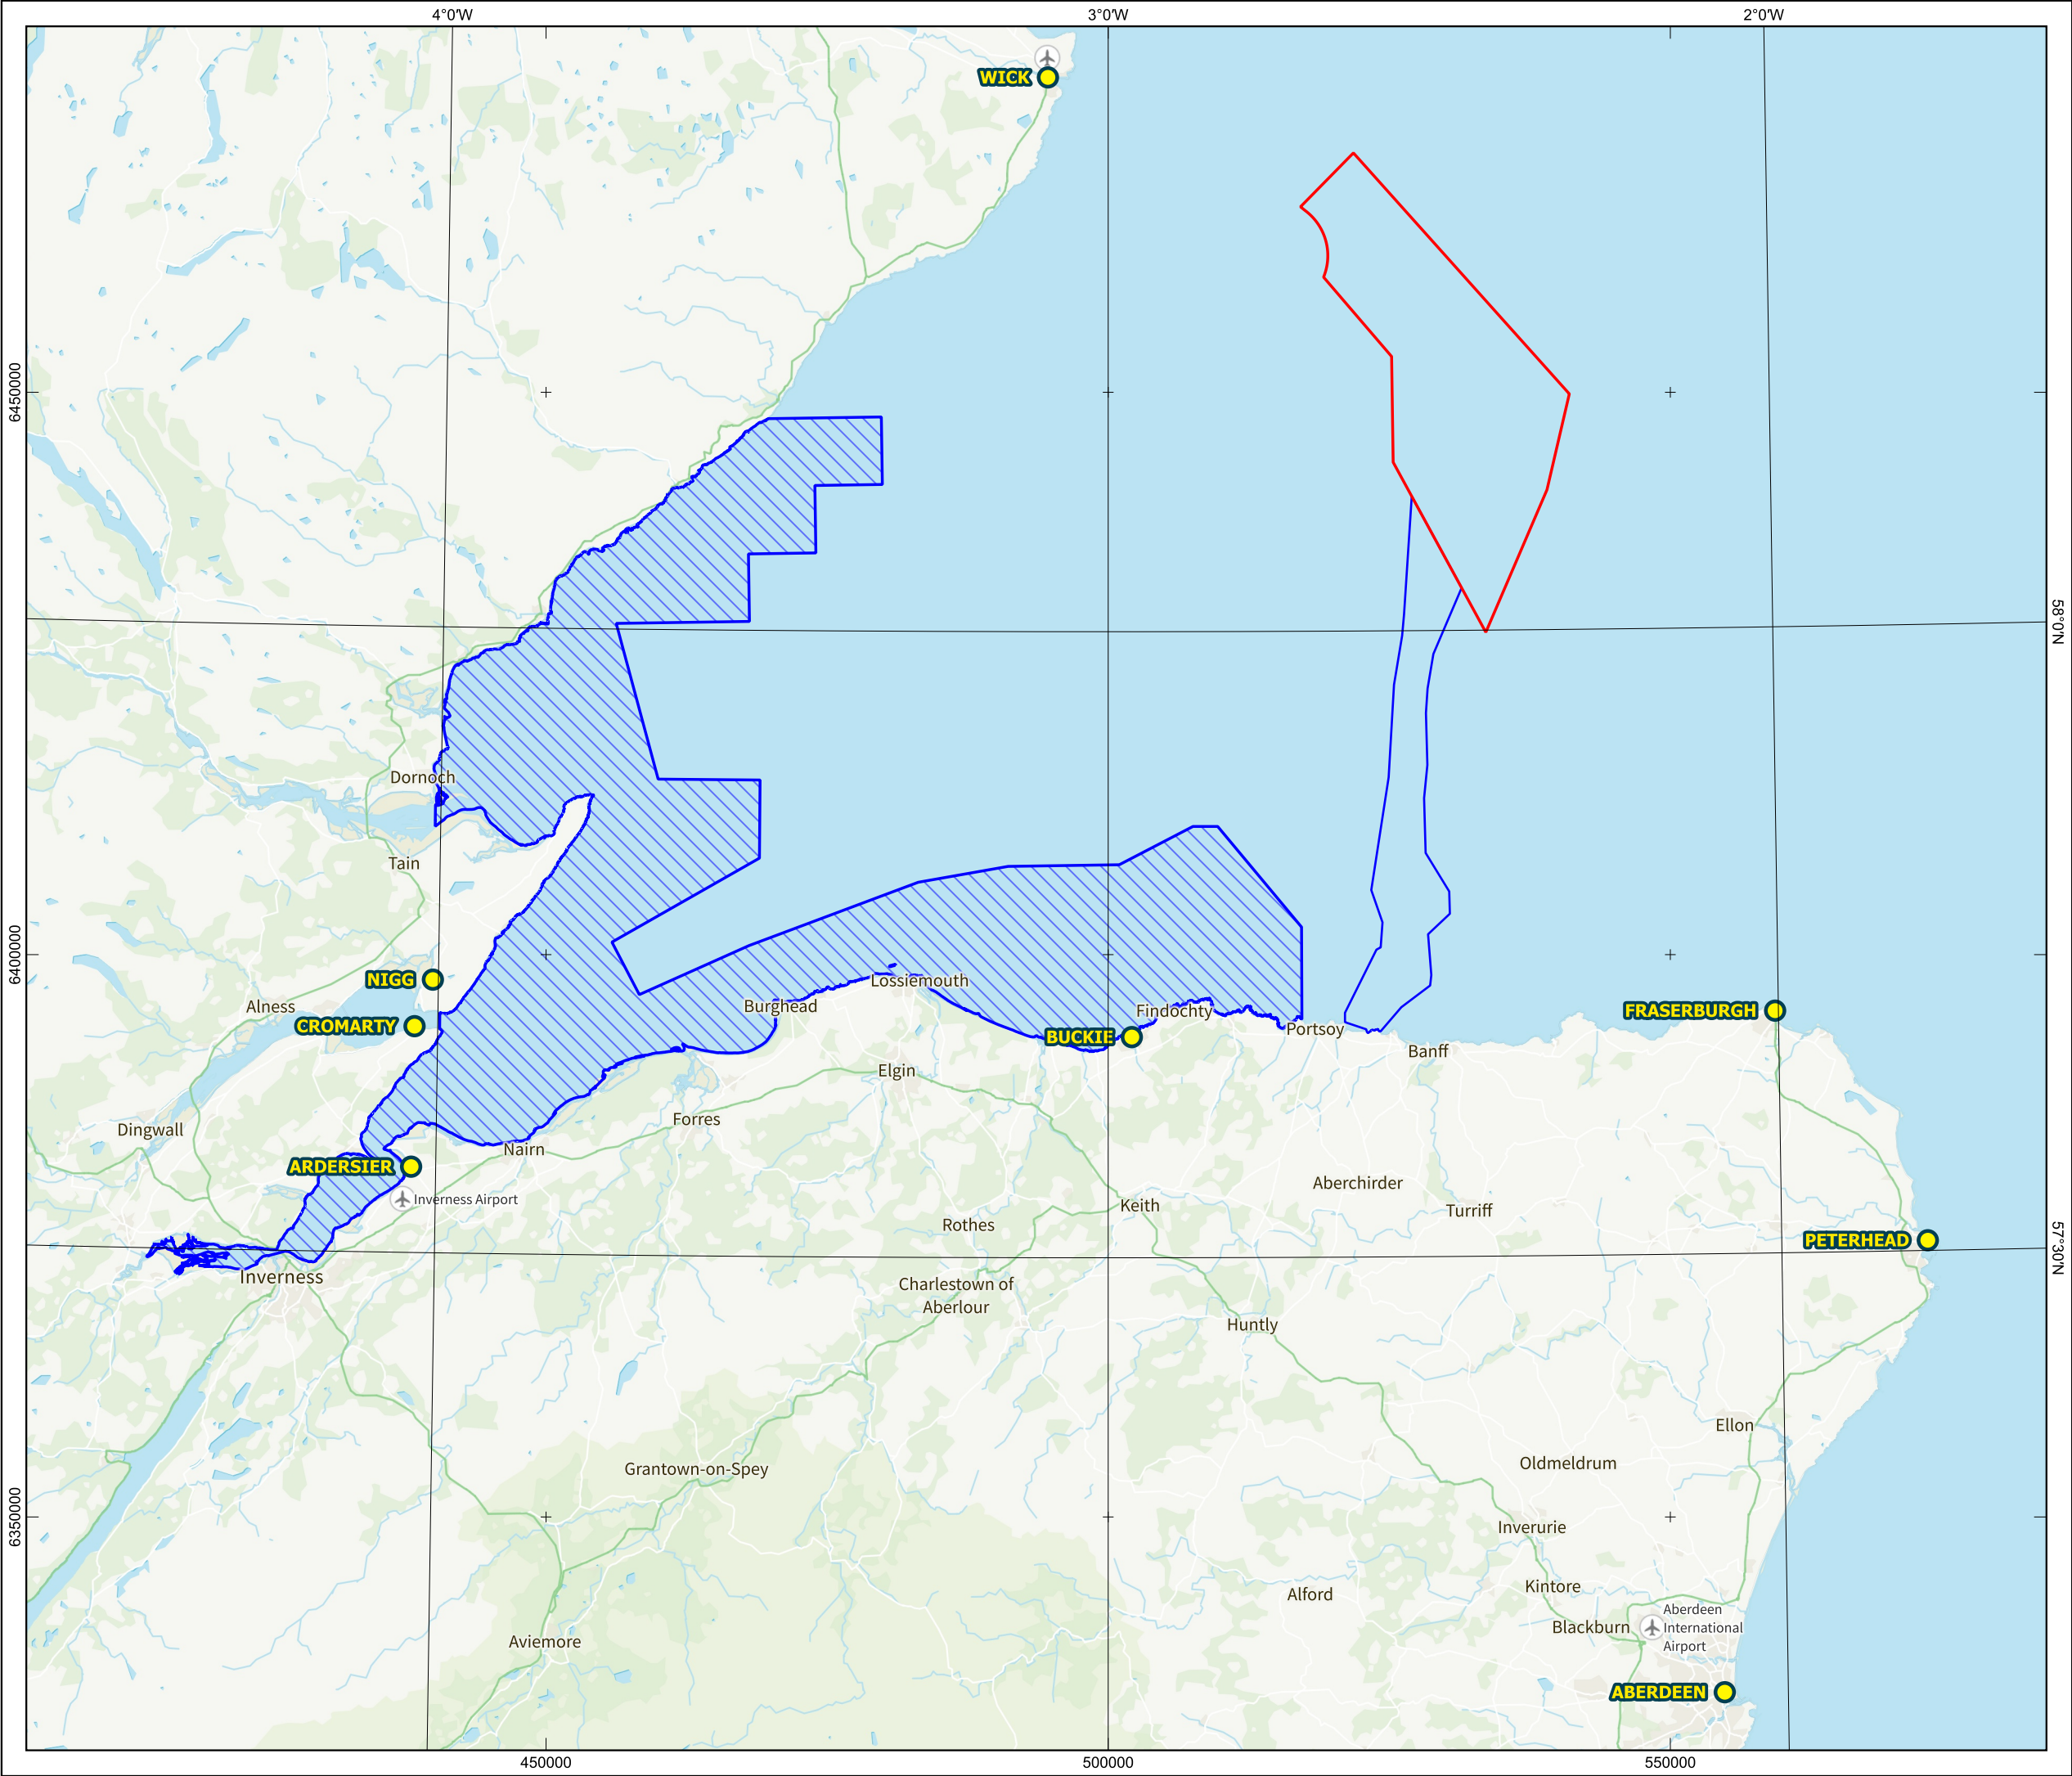 4°0'W
3°0'W
2°0'W
WICK
6450000
58°0'N
Dornoch
Tain
6400000
NIGG
Lossiemouth
Alness
Burghead
Findochty
FRASERBURGH
CROMARTY
BUCKIE
Portsoy
Banff
Elgin
Forres
Dingwall
Nairn
ARDERSIER
Aberchirder
Inverness Airport
Keith
Turriff
Rothes
PETERHEAD
57°30'N
Inverness
Charlestown of
Aberlour
Huntly
Ellon
Oldmeldrum
Grantown-on-Spey
6350000
Inverurie
Kintore
Alford
Aberdeen
International
Airport
Blackburn
Aviemore
ABERDEEN
450000
500000
550000